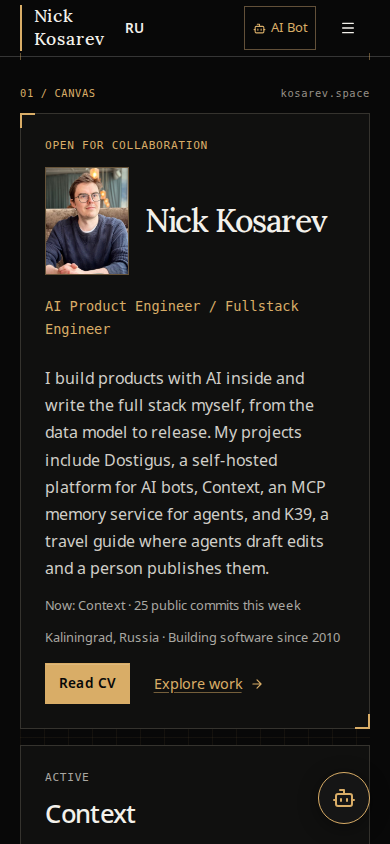 Nick
Kosarev
RU
AI Bot
01 / CANVAS
kosarev.space
OPEN FOR COLLABORATION
Nick Kosarev
AI Product Engineer / Fullstack
Engineer
I build products with AI inside and
write the full stack myself, from the
data model to release. My projects
include Dostigus, a self-hosted
platform for AI bots, Context, an MCP
memory service for agents, and K39, a
travel guide where agents draft edits
and a person publishes them.
Now: Context · 25 public commits this week
Kaliningrad, Russia · Building software since 2010
Read CV
Explore work →
ACTIVE
Context